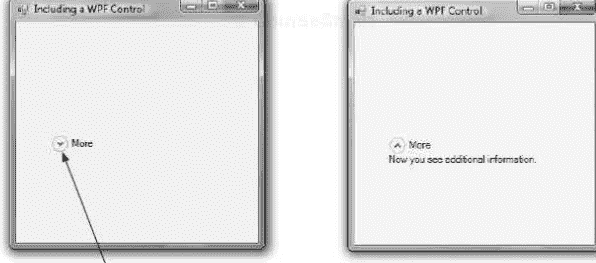 Including a WPF Control
More
Including a WPF Control
More
Now you see additional information.